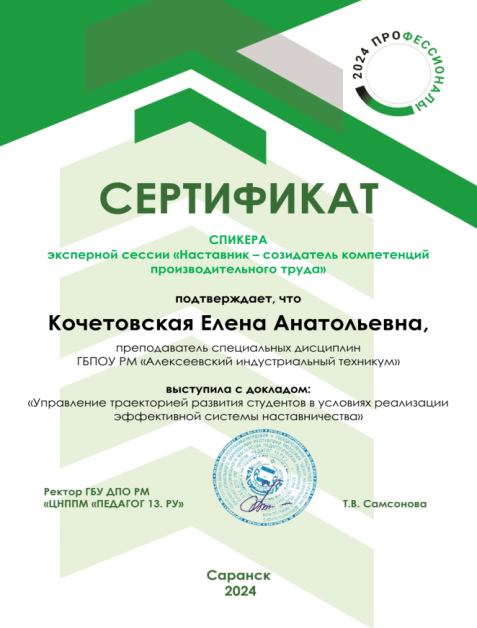 2024 ПРОФЕССИОНАЛЫ
СЕРТИФИКАТ
СПИКЕРА
эксперной сессии «Наставник – созидатель компетенций
производительного труда»
подтверждает, что
Кочетовская Елена Анатольевна,
преподаватель специальных дисциплин
ГБПОУ РМ «Алексеевский индустриальный техникум»
выступила с докладом:
«Управление траекторией развития студентов в условиях реализации
эффективной системы наставничества»
Ректор ГБУ ДПО РМ
«ЦНППМ «ПЕДАГОГ 13. РУ»
Т.В. Самсонова
Саранск
2024